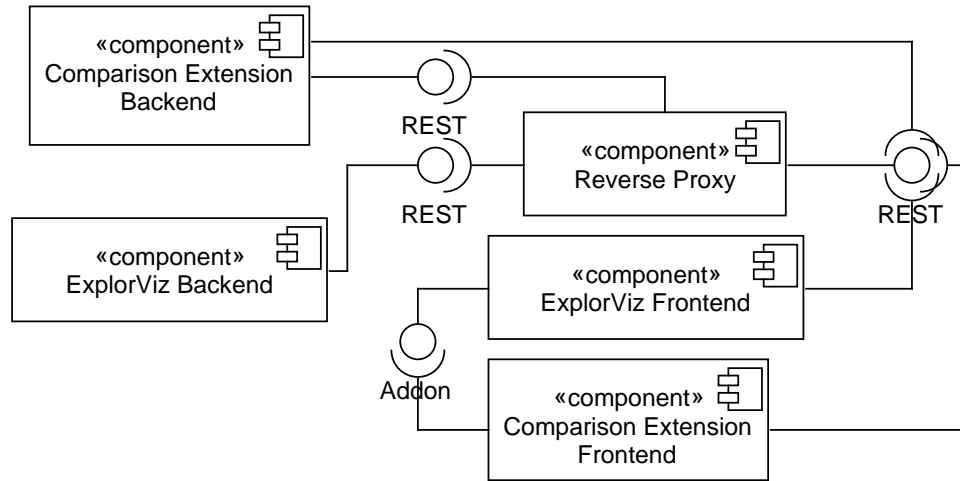 «component»
Comparison Extension
Backend
REST
«component»
Reverse Proxy
REST
REST
«component»
ExplorViz Backend
«component»
ExplorViz Frontend
Addon
«component»
Comparison Extension
Frontend